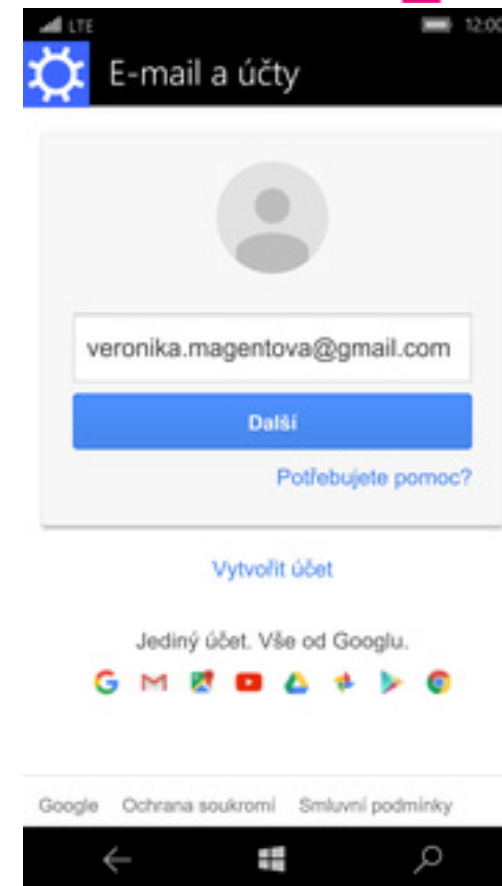 LTE 12:00
E-mail a účty
veronika.magentova@gmail.com
Další
Potřebujete pomoc?
Vytvořit účet
Jediný účet. Vše od Googlu.
Google Ochrana soukromí Smluvní podmínky